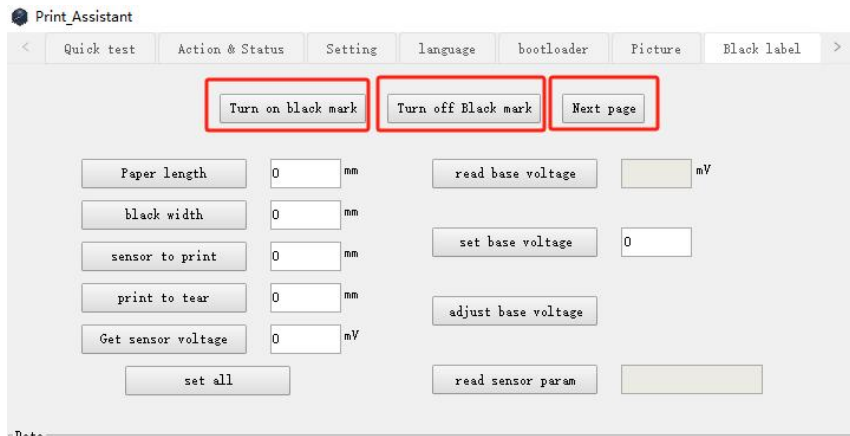 Print_Assistant
< Quick test Action & Status Setting language bootloader Picture Black label >
Turn on black mark Turn off Black mark Next page
Paper length 0 mm read base voltage mV
black width 0 mm
sensor to print 0 mm set base voltage 0
print to tear 0 mm adjust base voltage
Get sensor voltage 0 mV
set all read sensor param